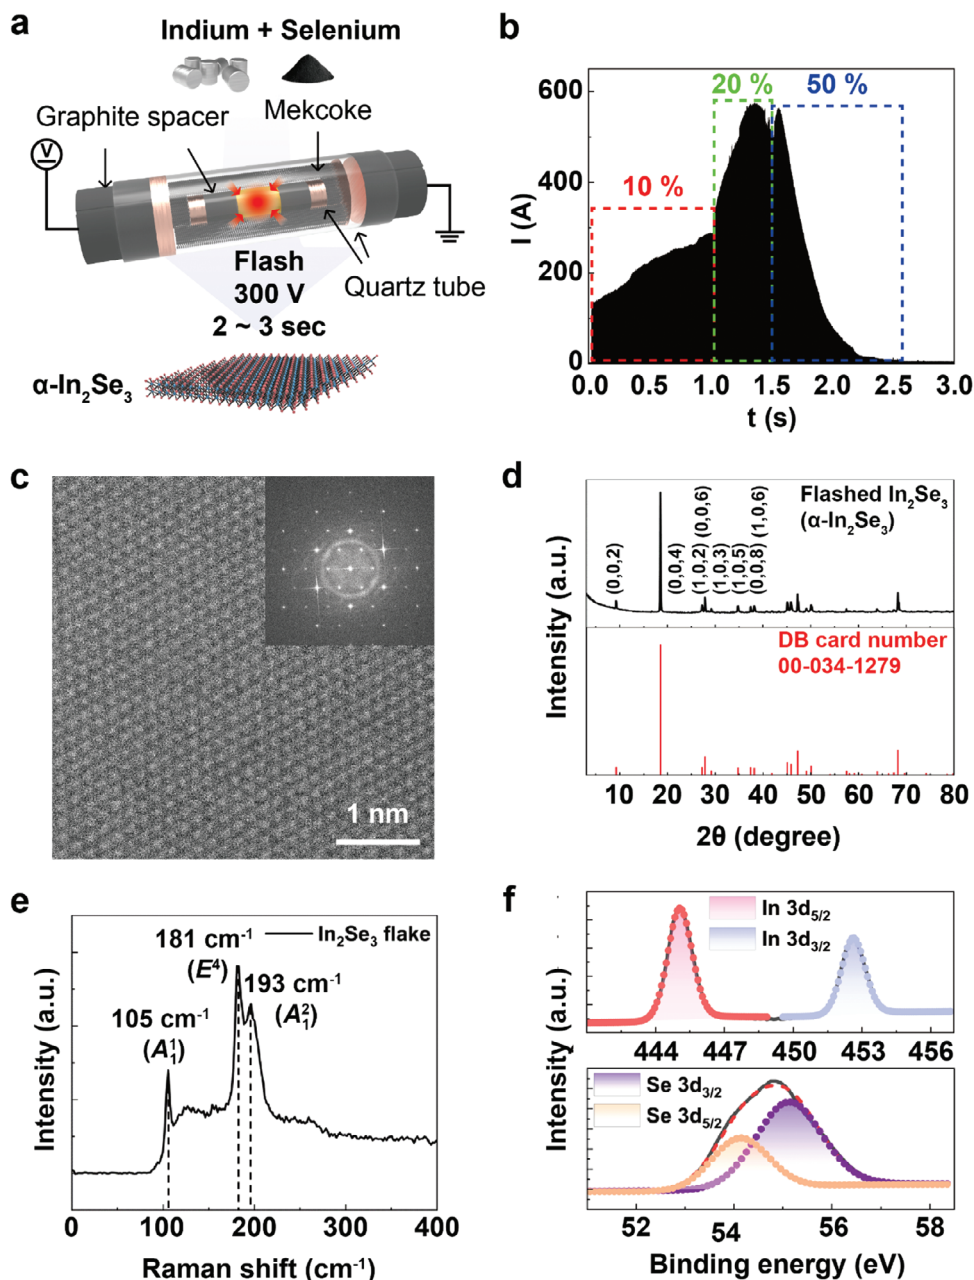 a
Indium + Selenium
Graphite spacer
Mekcoke
V
Flash
300 V
2 ~ 3 sec
Quartz tube
α-In₂Se₃
b
600
400
200
0
I (A)
10 %
20 %
50 %
0.0 0.5 1.0 1.5 2.0 2.5 3.0
t (s)
c
1 nm
d
Flashed In₂Se₃
(α-In₂Se₃)
(0,0,2)
(0,0,4)
(1,0,2) (0,0,6)
(1,0,3)
(1,0,5)
(0,0,8) (1,0,6)
DB card number
00-034-1279
Intensity (a.u.)
10 20 30 40 50 60 70 80
2θ (degree)
e
In₂Se₃ flake
181 cm⁻¹
(E⁴)
193 cm⁻¹
(A₁²)
105 cm⁻¹
(A₁¹)
Intensity (a.u.)
0 100 200 300 400
Raman shift (cm⁻¹)
f
In 3d₅/₂
In 3d₃/₂
444 447 450 453 456
Se 3d₃/₂
Se 3d₅/₂
Intensity (a.u.)
52 54 56 58
Binding energy (eV)